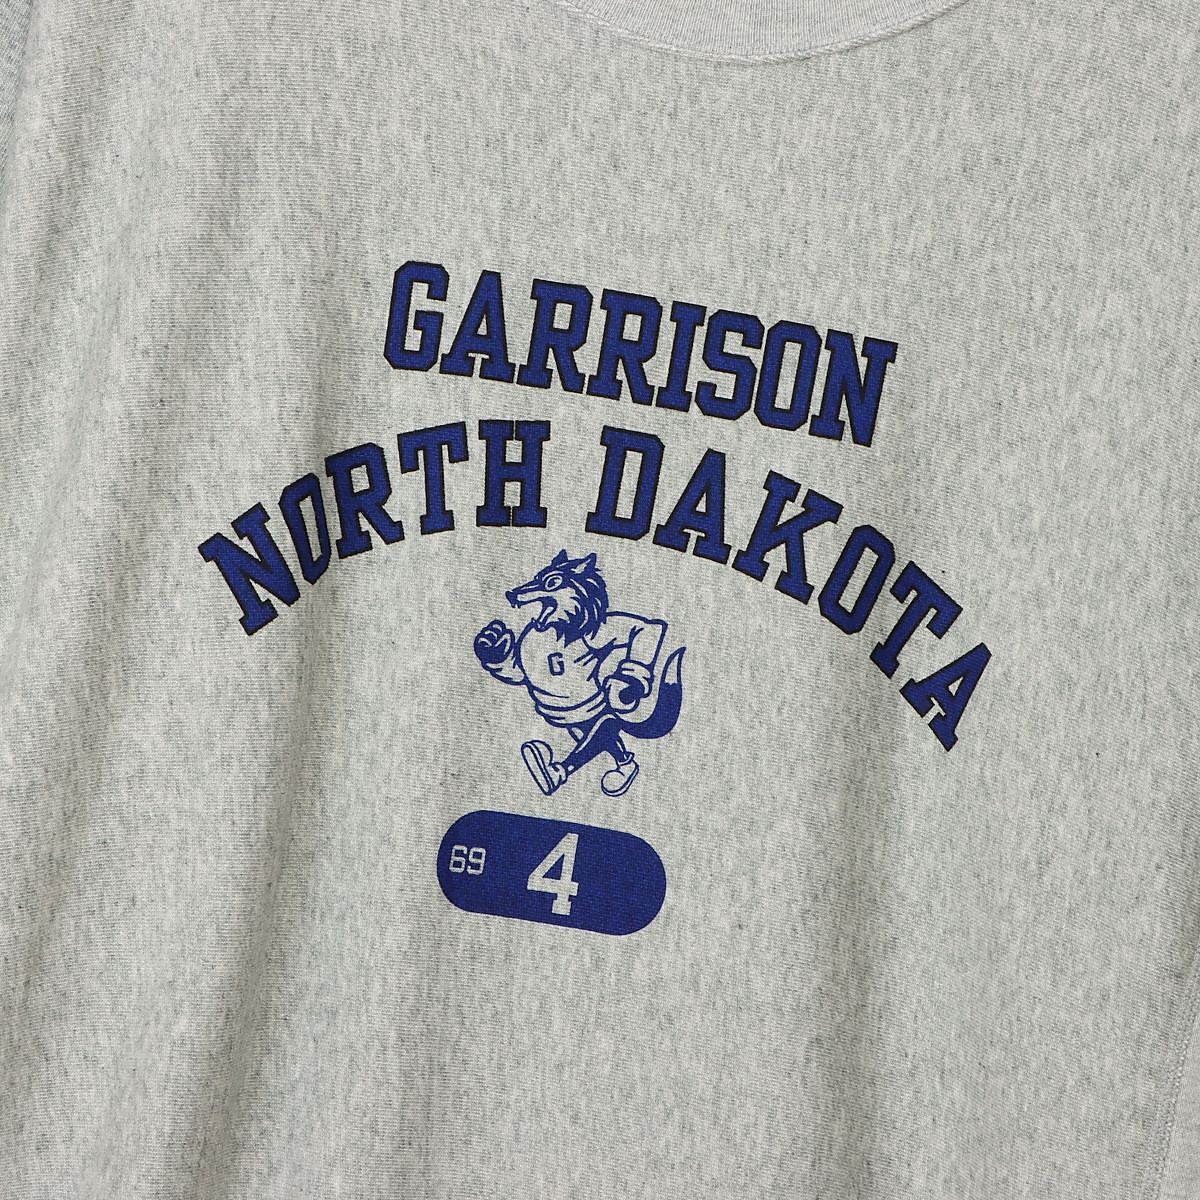 GARRISON
NORTH DAKOTA
G
69 4